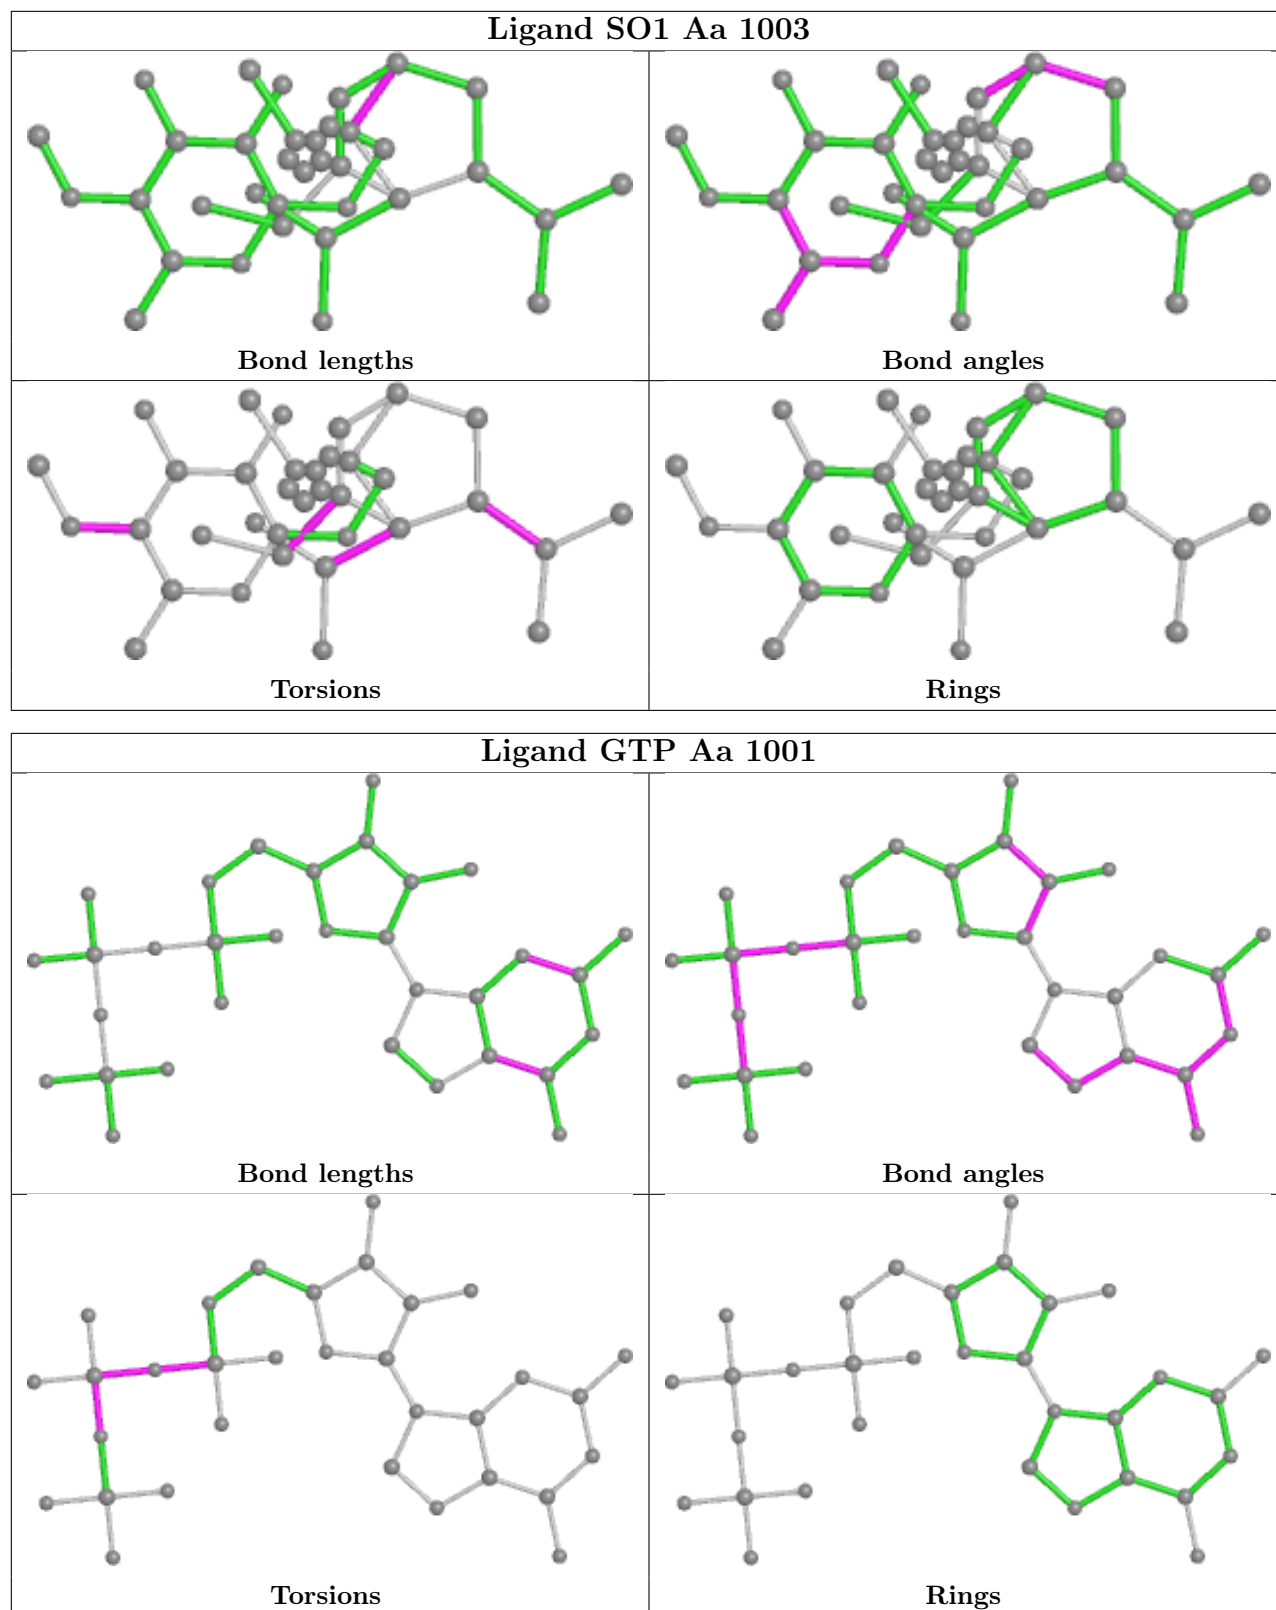 Ligand SO1 Aa 1003
Bond lengths
Bond angles
Torsions
Rings
Ligand GTP Aa 1001
Bond lengths
Bond angles
Torsions
Rings